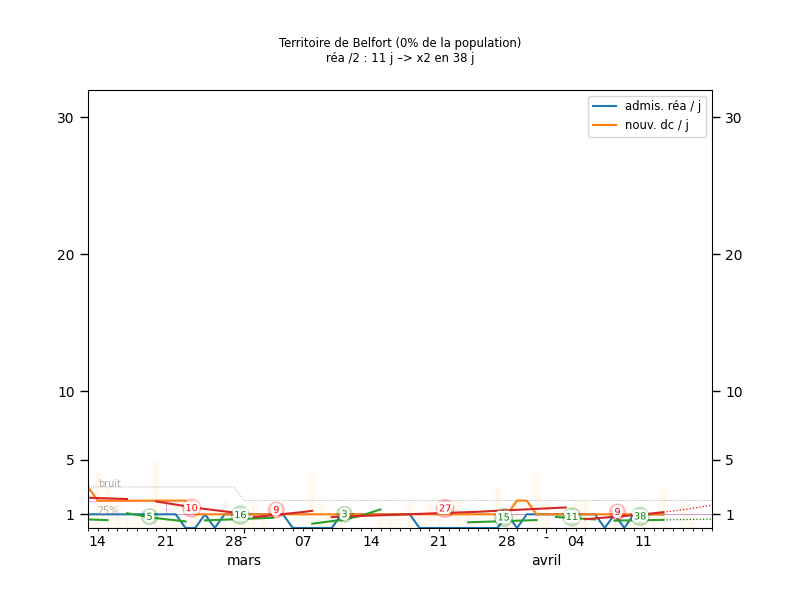 Territoire de Belfort (0% de la population)
réa /2 : 11 j –> x2 en 38 j
admis. réa / j
nouv. dc / j
30 30
20 20
10 10
5 5
1 1
bruit
25%
5 10 16 9 3 27 15 11 9 38
14 21 28 07 14 21 28 04 11
mars avril